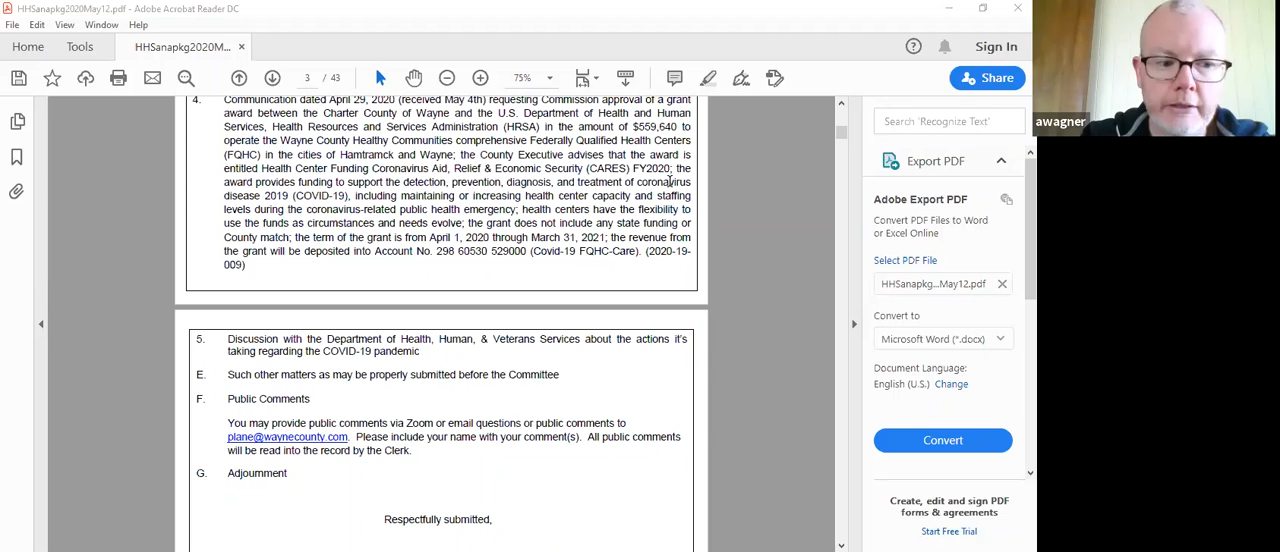 HHSanapkg2020May12.pdf - Adobe Acrobat Reader DC
File Edit View Window Help
Home Tools HHSanapkg2020M... × Sign In
3 / 43 75% Share
4. Communication dated April 29, 2020 (received May 4th) requesting Commission approval of a grant
award between the Charter County of Wayne and the U.S. Department of Health and Human
Services, Health Resources and Services Administration (HRSA) in the amount of $559,640 to
operate the Wayne County Healthy Communities comprehensive Federally Qualified Health Centers
(FQHC) in the cities of Hamtramck and Wayne; the County Executive advises that the award is
entitled Health Center Funding Coronavirus Aid, Relief & Economic Security (CARES) FY2020; the
award provides funding to support the detection, prevention, diagnosis, and treatment of coronavirus
disease 2019 (COVID-19), including maintaining or increasing health center capacity and staffing
levels during the coronavirus-related public health emergency; health centers have the flexibility to
use the funds as circumstances and needs evolve; the grant does not include any state funding or
County match; the term of the grant is from April 1, 2020 through March 31, 2021; the revenue from
the grant will be deposited into Account No. 298 60530 529000 (Covid-19 FQHC-Care). (2020-19-
009)
5. Discussion with the Department of Health, Human, & Veterans Services about the actions it's
taking regarding the COVID-19 pandemic
E. Such other matters as may be properly submitted before the Committee
F. Public Comments
You may provide public comments via Zoom or email questions or public comments to
plane@waynecounty.com. Please include your name with your comment(s). All public comments
will be read into the record by the Clerk.
G. Adjournment
Respectfully submitted,
Search 'Recognize Text'
Export PDF
Adobe Export PDF
Convert PDF Files to Word
or Excel Online
Select PDF File
HHSanapkg...May12.pdf
Convert to
Microsoft Word (*.docx)
Document Language:
English (U.S.) Change
Convert
Create, edit and sign PDF
forms & agreements
Start Free Trial
awagner